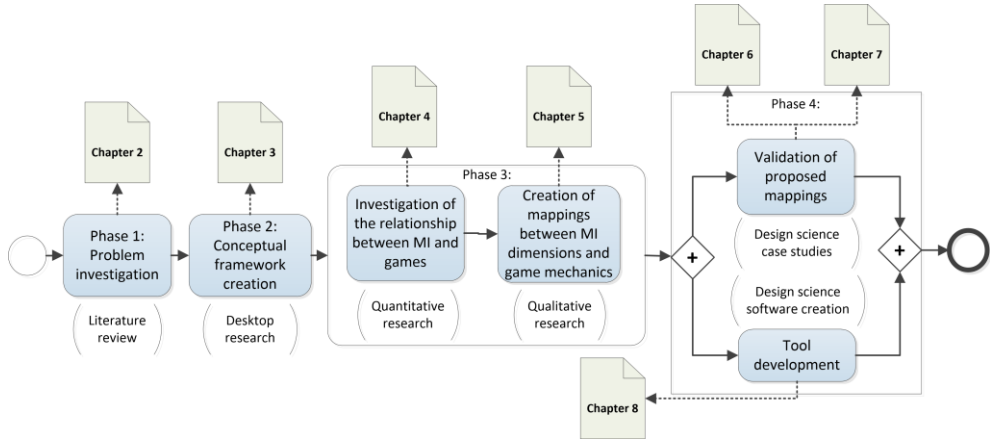 Chapter 2
Phase 1:
Problem
investigation
Literature
review
Chapter 3
Phase 2:
Conceptual
framework
creation
Desktop
research
Phase 3:
Chapter 4
Investigation of
the relationship
between MI and
games
Quantitative
research
Chapter 5
Creation of
mappings
between MI
dimensions and
game mechanics
Qualitative
research
Phase 4:
Chapter 6
Chapter 7
Validation of
proposed
mappings
Design science
case studies
+
+
Design science
software creation
Tool
development
Chapter 8